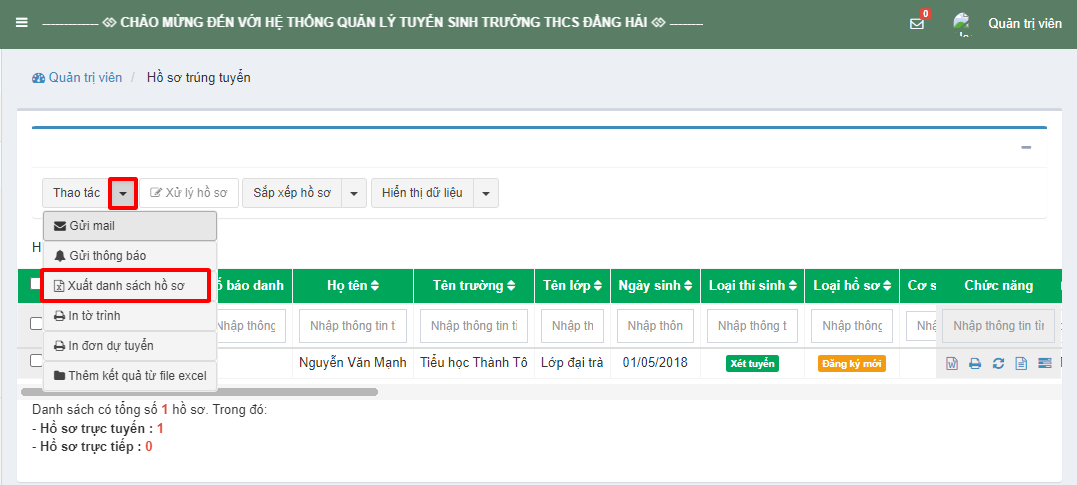 ------------- CHÀO MỪNG ĐẾN VỚI HỆ THỐNG QUẢN LÝ TUYỂN SINH TRƯỜNG THCS ĐẰNG HẢI --------
0
Quản trị viên
Quản trị viên / Hồ sơ trúng tuyển
Thao tác Xử lý hồ sơ Sắp xếp hồ sơ Hiển thị dữ liệu
Gửi mail
Gửi thông báo
Xuất danh sách hồ sơ
In tờ trình
In đơn dự tuyển
Thêm kết quả từ file excel
báo danh Họ tên Tên trường Tên lớp Ngày sinh Loại thí sinh Loại hồ sơ Cơ s Chức năng
Nhập thông Nhập thông tin t Nhập thông tin tì Nhập th Nhập thôn Nhập thông t Nhập thông Nhập Nhập thông tin tìr
Nguyễn Văn Mạnh Tiểu học Thành Tô Lớp đại trà 01/05/2018 Xét tuyển Đăng ký mới
Danh sách có tổng số 1 hồ sơ. Trong đó:
- Hồ sơ trực tuyến : 1
- Hồ sơ trực tiếp : 0